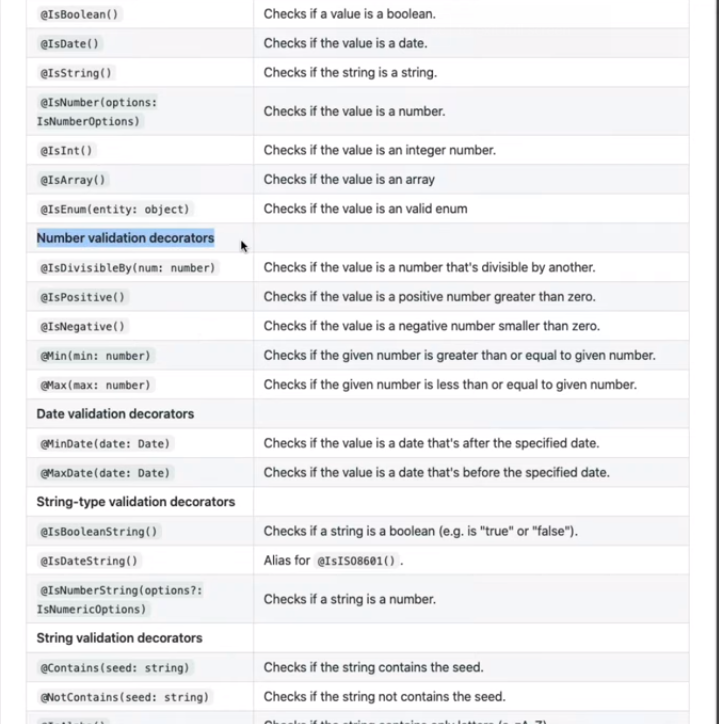 @IsBoolean() Checks if a value is a boolean.
@IsDate() Checks if the value is a date.
@IsString() Checks if the string is a string.
@IsNumber(options:
IsNumberOptions) Checks if the value is a number.
@IsInt() Checks if the value is an integer number.
@IsArray() Checks if the value is an array
@IsEnum(entity: object) Checks if the value is an valid enum
Number validation decorators
@IsDivisibleBy(num: number) Checks if the value is a number that's divisible by another.
@IsPositive() Checks if the value is a positive number greater than zero.
@IsNegative() Checks if the value is a negative number smaller than zero.
@Min(min: number) Checks if the given number is greater than or equal to given number.
@Max(max: number) Checks if the given number is less than or equal to given number.
Date validation decorators
@MinDate(date: Date) Checks if the value is a date that's after the specified date.
@MaxDate(date: Date) Checks if the value is a date that's before the specified date.
String-type validation decorators
@IsBooleanString() Checks if a string is a boolean (e.g. is "true" or "false").
@IsDateString() Alias for @IsISO8601() .
@IsNumberString(options?:
IsNumericOptions) Checks if a string is a number.
String validation decorators
@Contains(seed: string) Checks if the string contains the seed.
@NotContains(seed: string) Checks if the string not contains the seed.